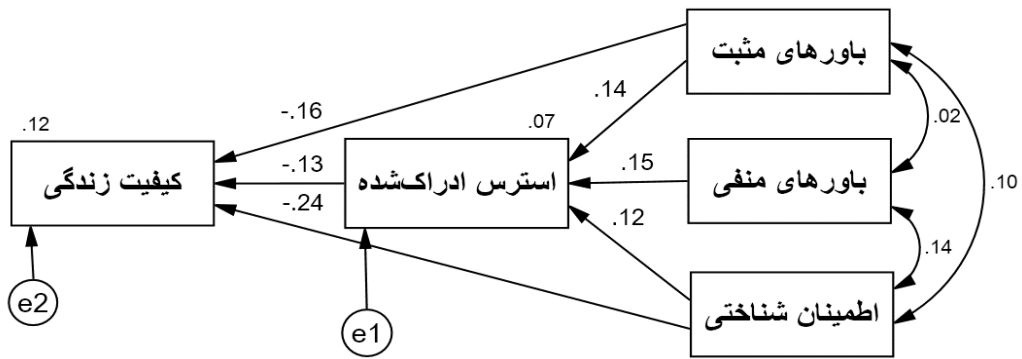 باورهای مثبت
.14
-.16
.02
.12
.07
-.13
استرس ادراک‌شده
.15
باورهای منفی
کیفیت زندگی
.10
-.24
.12
.14
e2
e1
اطمینان شناختی